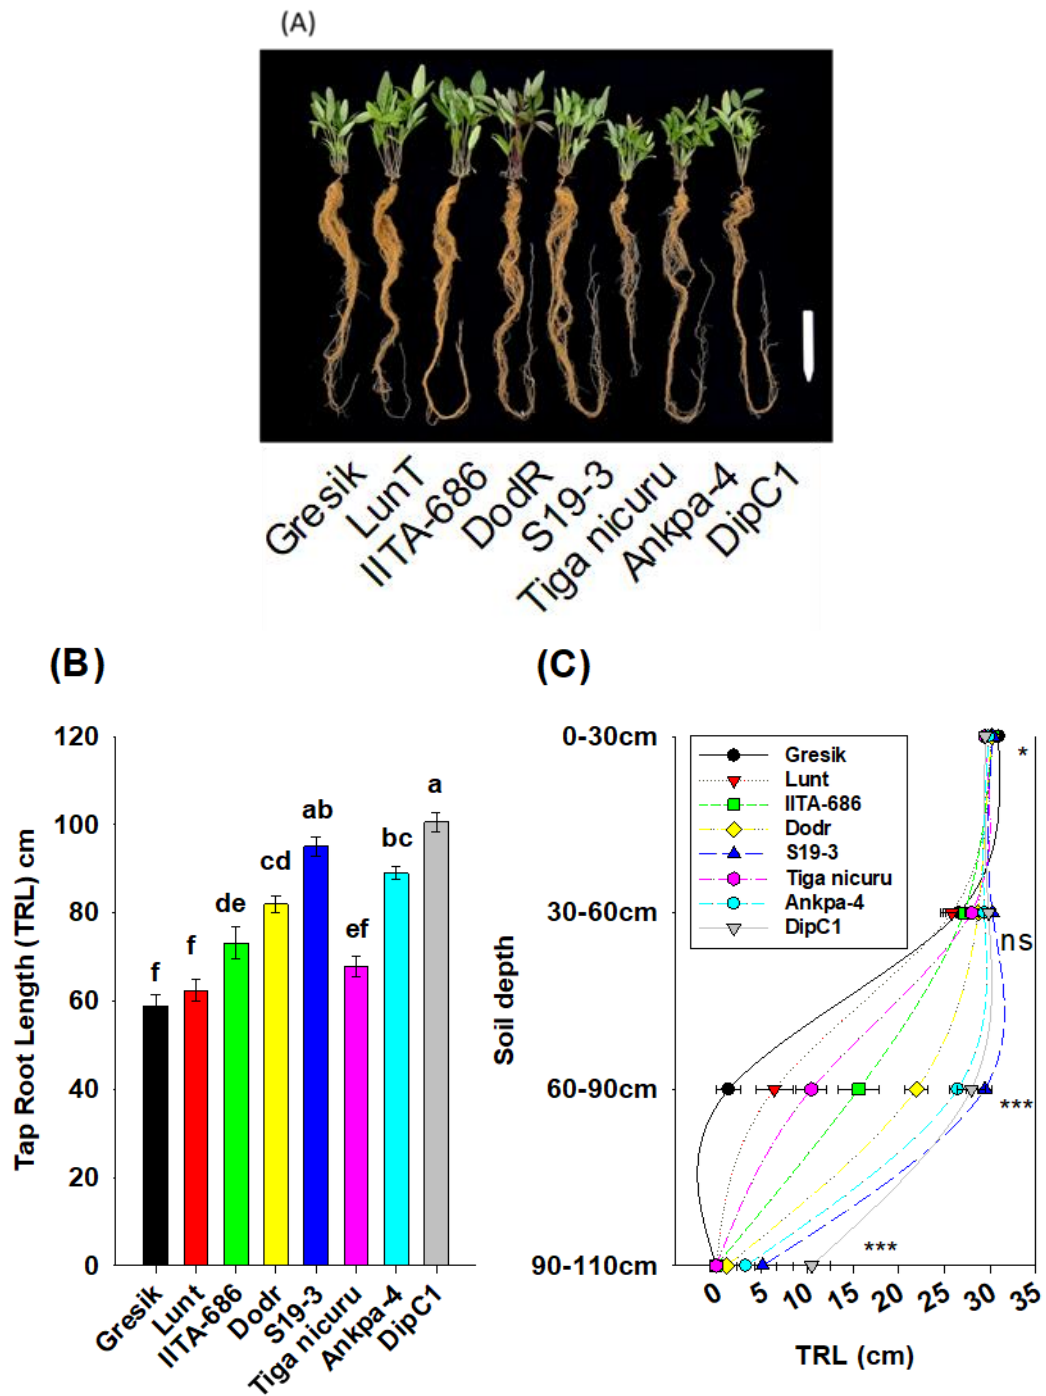 (A)
Gresik
LunT
IITA-686
DodR
S19-3
Tiga nicuru
Ankpa-4
DipC1
(B)
Tap Root Length (TRL) cm
120
100
80
60
40
20
0
f
f
de
cd
ab
ef
bc
a
Gresik
Lunt
IITA-686
Dodr
S19-3
Tiga nicuru
Ankpa-4
DipC1
(C)
Soil depth
0-30cm
30-60cm
60-90cm
90-110cm
Gresik
Lunt
IITA-686
Dodr
S19-3
Tiga nicuru
Ankpa-4
DipC1
*
ns
***
***
0
5
10
15
20
25
30
35
TRL (cm)